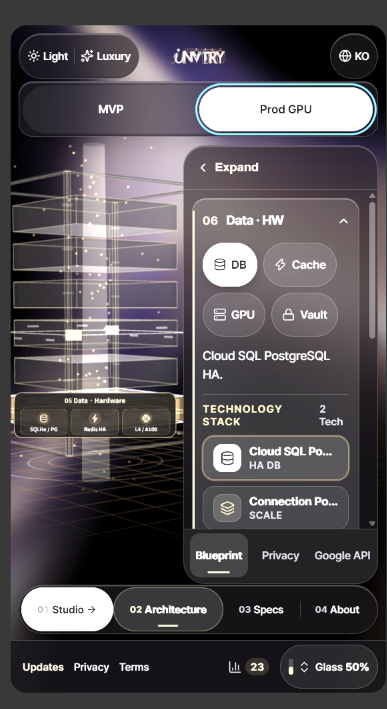 Light
Luxury
iNVTRY
KO
MVP
Prod GPU
Expand
06 Data · HW
DB
Cache
GPU
Vault
Cloud SQL PostgreSQL
HA.
TECHNOLOGY
STACK
2
Tech
Cloud SQL Po...
HA DB
Connection Po...
SCALE
06 Data · Hardware
SQLite / PG
Redis HA
L4 / A100
Blueprint
Privacy
Google API
01 Studio →
02 Architecture
03 Specs
04 About
Updates
Privacy
Terms
23
Glass 50%